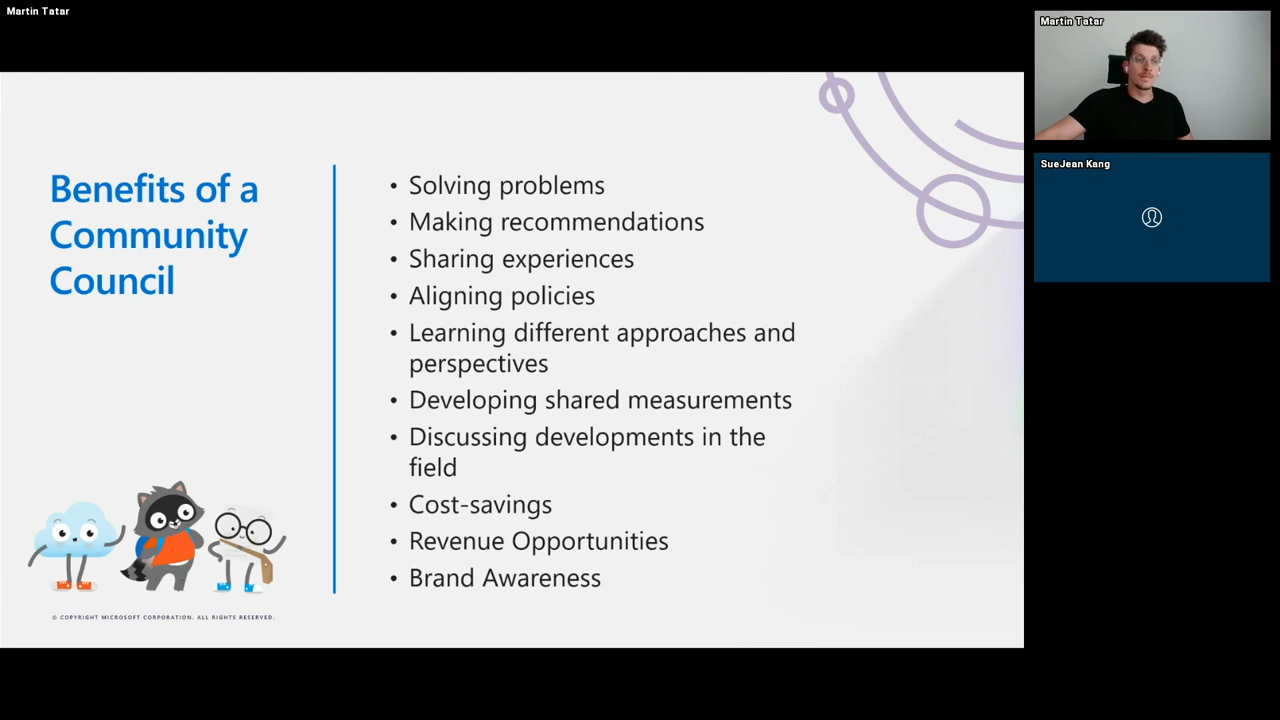 Martin Tatar
Martin Tatar
SueJean Kang
Benefits of a
Community
Council
• Solving problems
• Making recommendations
• Sharing experiences
• Aligning policies
• Learning different approaches and
perspectives
• Developing shared measurements
• Discussing developments in the
field
• Cost-savings
• Revenue Opportunities
• Brand Awareness
© COPYRIGHT MICROSOFT CORPORATION. ALL RIGHTS RESERVED.